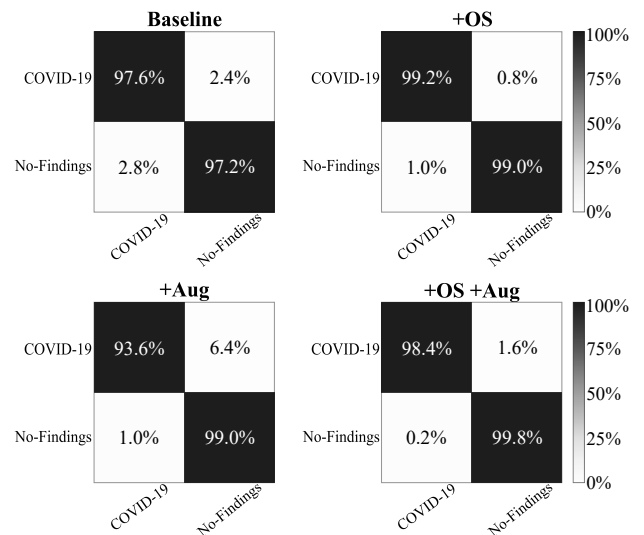 Baseline
+OS
COVID-19 97.6% 2.4%
No-Findings 2.8% 97.2%
COVID-19 No-Findings
COVID-19 99.2% 0.8%
No-Findings 1.0% 99.0%
COVID-19 No-Findings
100%
75%
50%
25%
0%
+Aug
+OS +Aug
COVID-19 93.6% 6.4%
No-Findings 1.0% 99.0%
COVID-19 No-Findings
COVID-19 98.4% 1.6%
No-Findings 0.2% 99.8%
COVID-19 No-Findings
100%
75%
50%
25%
0%